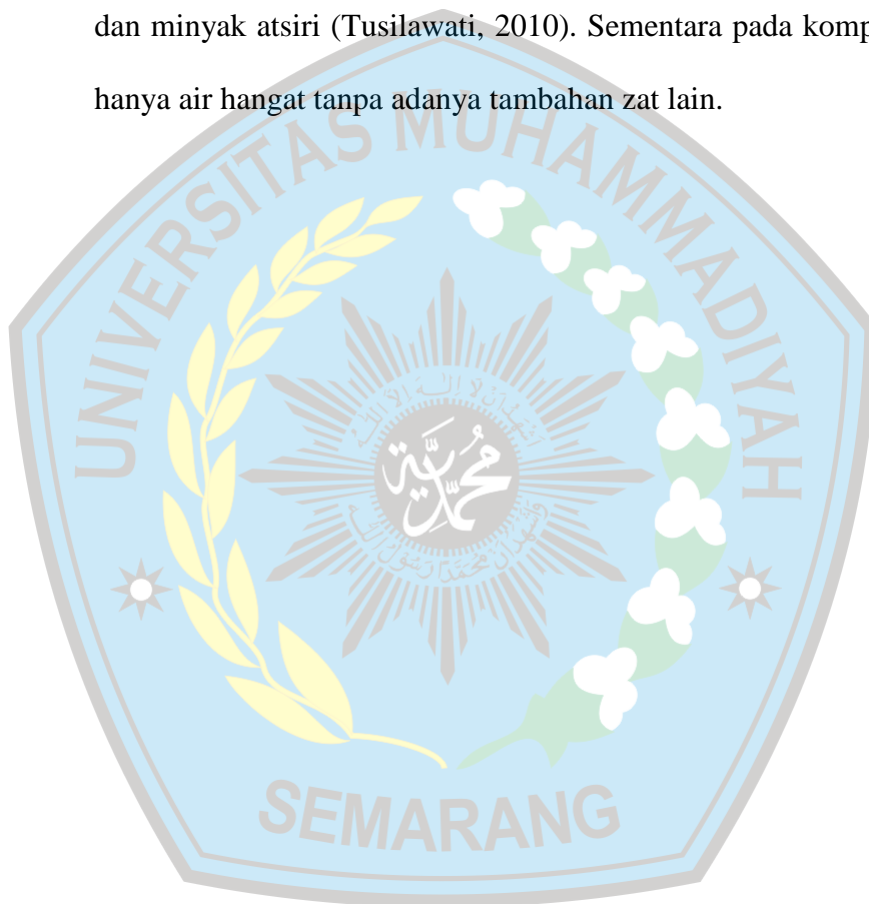 dan minyak atsiri (Tusilawati, 2010). Sementara pada komp
hanya air hangat tanpa adanya tambahan zat lain.
UNIVERSITAS MUHAMMADIYAH
محمدية
SEMARANG